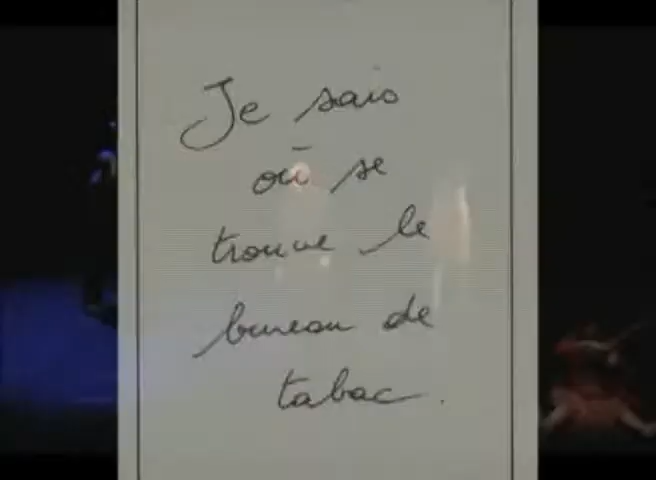 Je sais
où se
trouve le
bureau de
tabac.